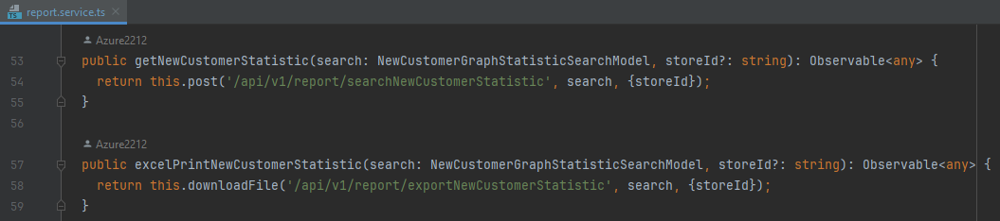 report.service.ts
Azure2212
53 public getNewCustomerStatistic(search: NewCustomerGraphStatisticSearchModel, storeId?: string): Observable<any> {
54 return this.post('/api/v1/report/searchNewCustomerStatistic', search, {storeId});
55 }
56
Azure2212
57 public excelPrintNewCustomerStatistic(search: NewCustomerGraphStatisticSearchModel, storeId?: string): Observable<any> {
58 return this.downloadFile('/api/v1/report/exportNewCustomerStatistic', search, {storeId});
59 }